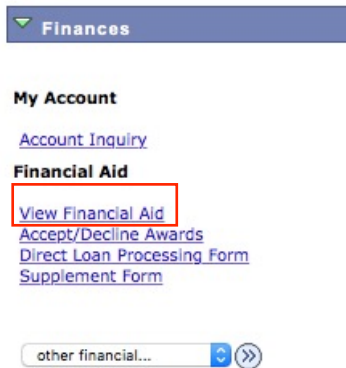 Finances
My Account
Account Inquiry
Financial Aid
View Financial Aid
Accept/Decline Awards
Direct Loan Processing Form
Supplement Form
other financial...